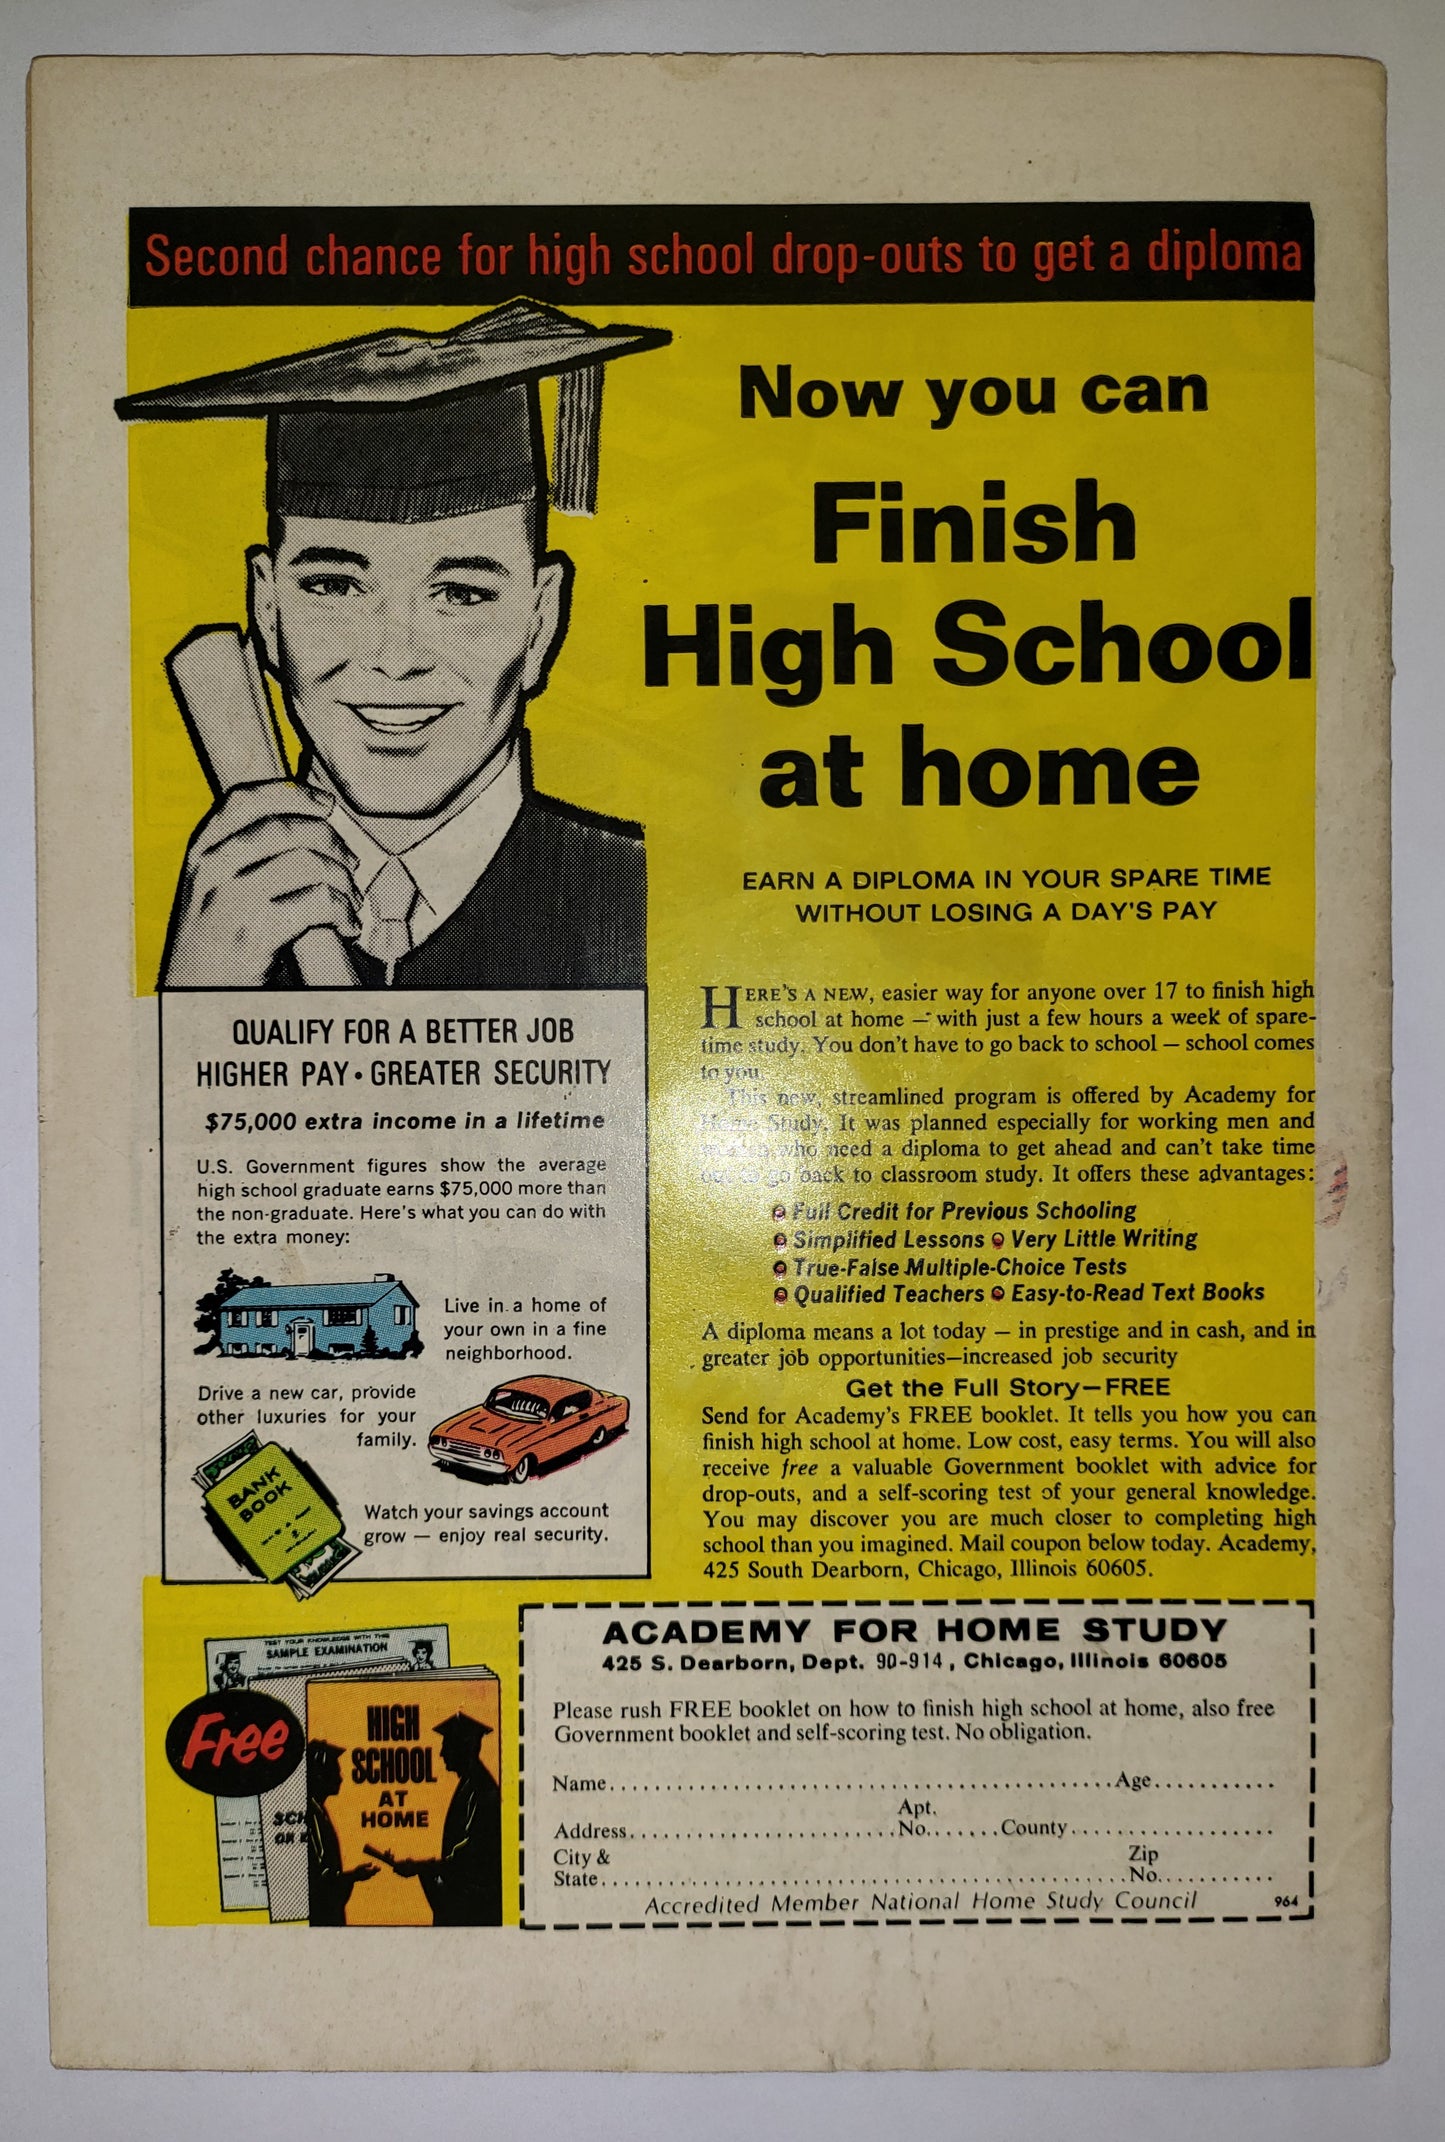 Second chance for high school drop-outs to get a diploma
Now you can
Finish
High School
at home
EARN A DIPLOMA IN YOUR SPARE TIME
WITHOUT LOSING A DAY'S PAY
HERE'S A NEW, easier way for anyone over 17 to finish high
school at home — with just a few hours a week of spare-
time study. You don't have to go back to school — school comes
to you.
This new, streamlined program is offered by Academy for
Home Study. It was planned especially for working men and
women who need a diploma to get ahead and can't take time
out to go back to classroom study. It offers these advantages:
Full Credit for Previous Schooling
Simplified Lessons Very Little Writing
True-False Multiple-Choice Tests
Qualified Teachers Easy-to-Read Text Books
A diploma means a lot today — in prestige and in cash, and in
greater job opportunities—increased job security
Get the Full Story—FREE
Send for Academy's FREE booklet. It tells you how you can
finish high school at home. Low cost, easy terms. You will also
receive free a valuable Government booklet with advice for
drop-outs, and a self-scoring test of your general knowledge.
You may discover you are much closer to completing high
school than you imagined. Mail coupon below today. Academy,
425 South Dearborn, Chicago, Illinois 60605.
QUALIFY FOR A BETTER JOB
HIGHER PAY • GREATER SECURITY
$75,000 extra income in a lifetime
U.S. Government figures show the average
high school graduate earns $75,000 more than
the non-graduate. Here's what you can do with
the extra money:
Live in a home of
your own in a fine
neighborhood.
Drive a new car, provide
other luxuries for your
family.
BANK
BOOK
Watch your savings account
grow — enjoy real security.
TEST YOUR KNOWLEDGE WITH THIS
SAMPLE EXAMINATION
Free
HIGH
SCHOOL
AT
HOME
SCH
OR
ACADEMY FOR HOME STUDY
425 S. Dearborn, Dept. 90-914, Chicago, Illinois 60605
Please rush FREE booklet on how to finish high school at home, also free
Government booklet and self-scoring test. No obligation.
Name Age
Apt.
Address No. County
City & Zip
State No.
Accredited Member National Home Study Council 964